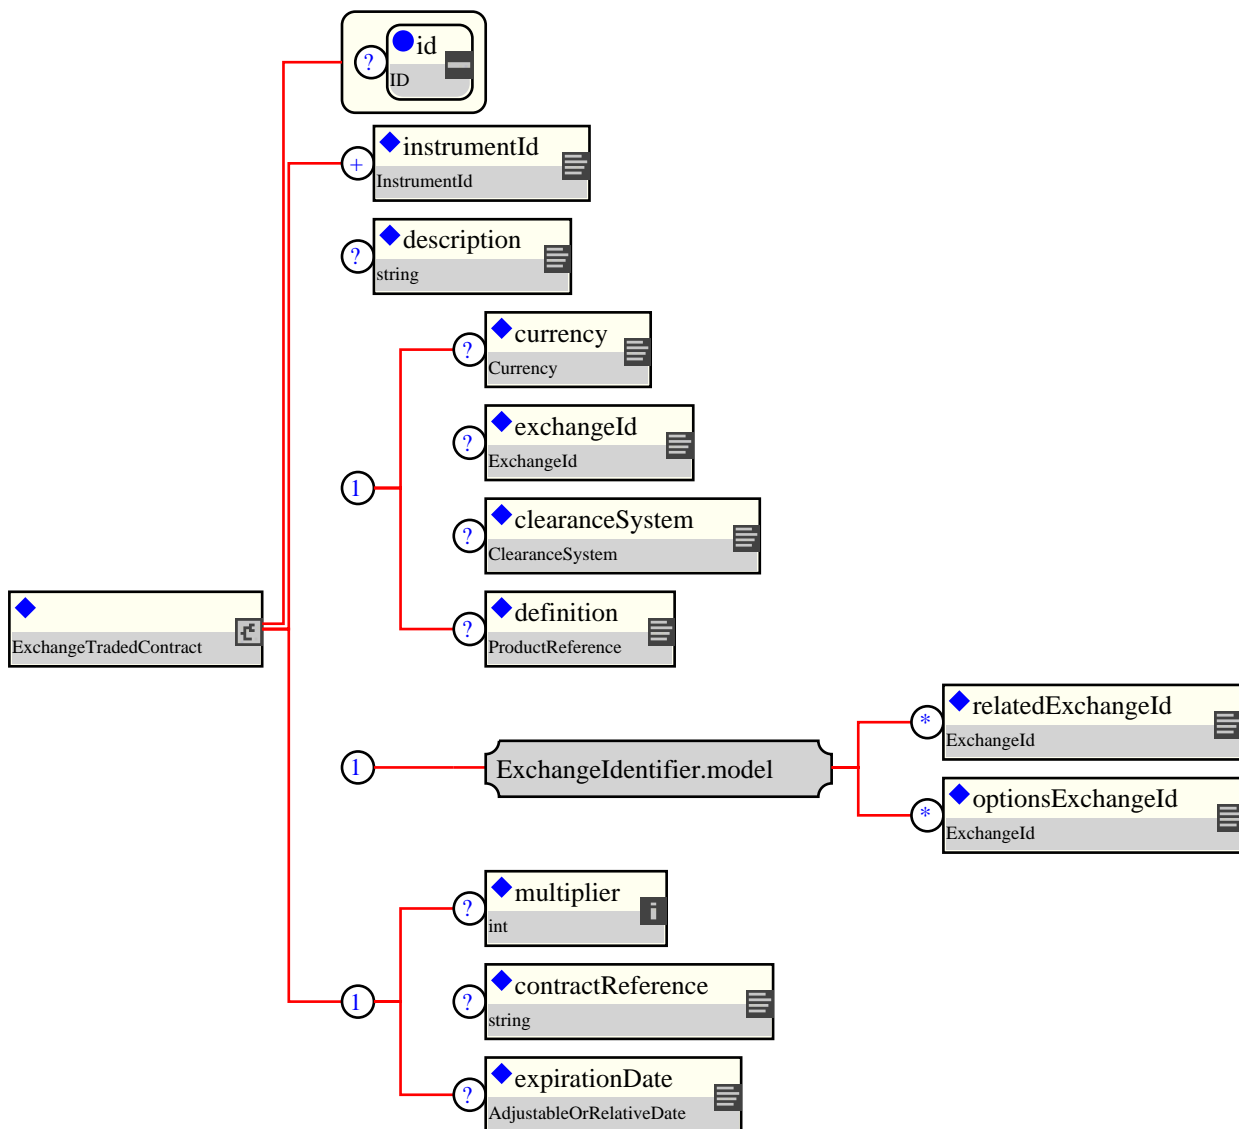 ? id
ID
+ instrumentId
InstrumentId
? description
string
? currency
Currency
? exchangeId
ExchangeId
1
? clearanceSystem
ClearanceSystem
? definition
ProductReference
ExchangeTradedContract
* relatedExchangeId
ExchangeId
1 ExchangeIdentifier.model
* optionsExchangeId
ExchangeId
? multiplier
int
i
1 ? contractReference
string
? expirationDate
AdjustableOrRelativeDate